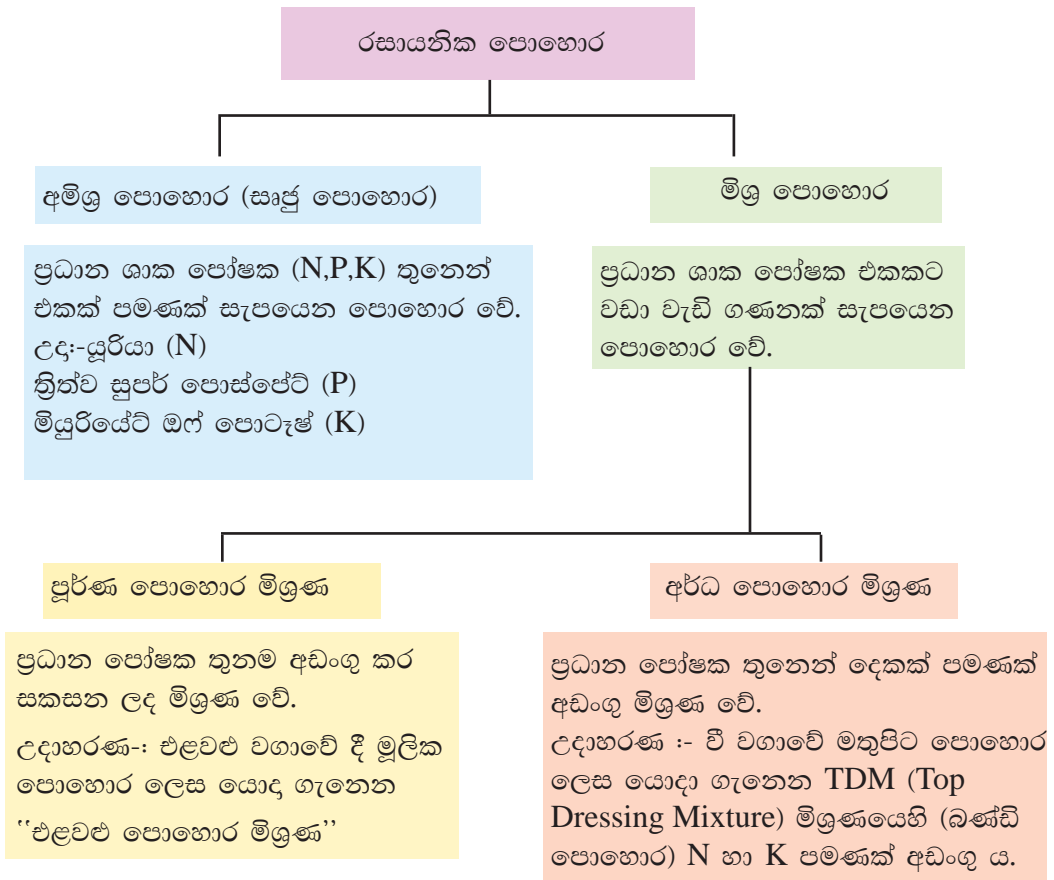 රසායනික පොහොර
අමිශ්‍ර පොහොර (සෘජු පොහොර)
මිශ්‍ර පොහොර
ප්‍රධාන ශාක පෝෂක (N,P,K) තුනෙන්
එකක් පමණක් සැපයෙන පොහොර වේ.
උදා:-යූරියා (N)
ත්‍රිත්ව සුපර් පොස්පේට් (P)
මියුරියේට් ඔෆ් පොටෑෂ් (K)
ප්‍රධාන ශාක පෝෂක එකකට
වඩා වැඩි ගණනක් සැපයෙන
පොහොර වේ.
පූර්ණ පොහොර මිශ්‍රණ
අර්ධ පොහොර මිශ්‍රණ
ප්‍රධාන පෝෂක තුනම අඩංගු කර
සකසන ලද මිශ්‍රණ වේ.
උදාහරණ-: එළවළු වගාවේ දී මූලික
පොහොර ලෙස යොදා ගැනෙන
‘‘එළවළු පොහොර මිශ්‍රණ’’
ප්‍රධාන පෝෂක තුනෙන් දෙකක් පමණක්
අඩංගු මිශ්‍රණ වේ.
උදාහරණ :- වී වගාවේ මතුපිට පොහොර
ලෙස යොදා ගැනෙන TDM (Top
Dressing Mixture) මිශ්‍රණයෙහි (බණ්ඩි
පොහොර) N හා K පමණක් අඩංගු ය.